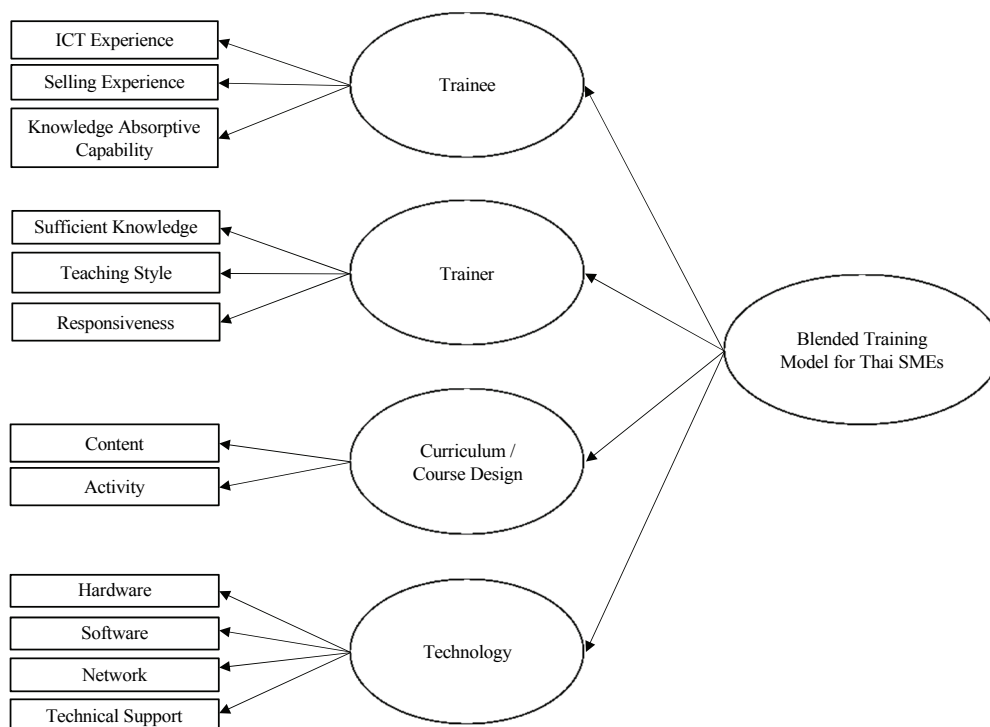 ICT Experience
Selling Experience
Knowledge Absorptive
Capability
Trainee
Sufficient Knowledge
Teaching Style
Responsiveness
Trainer
Blended Training
Model for Thai SMEs
Content
Activity
Curriculum /
Course Design
Hardware
Software
Network
Technical Support
Technology